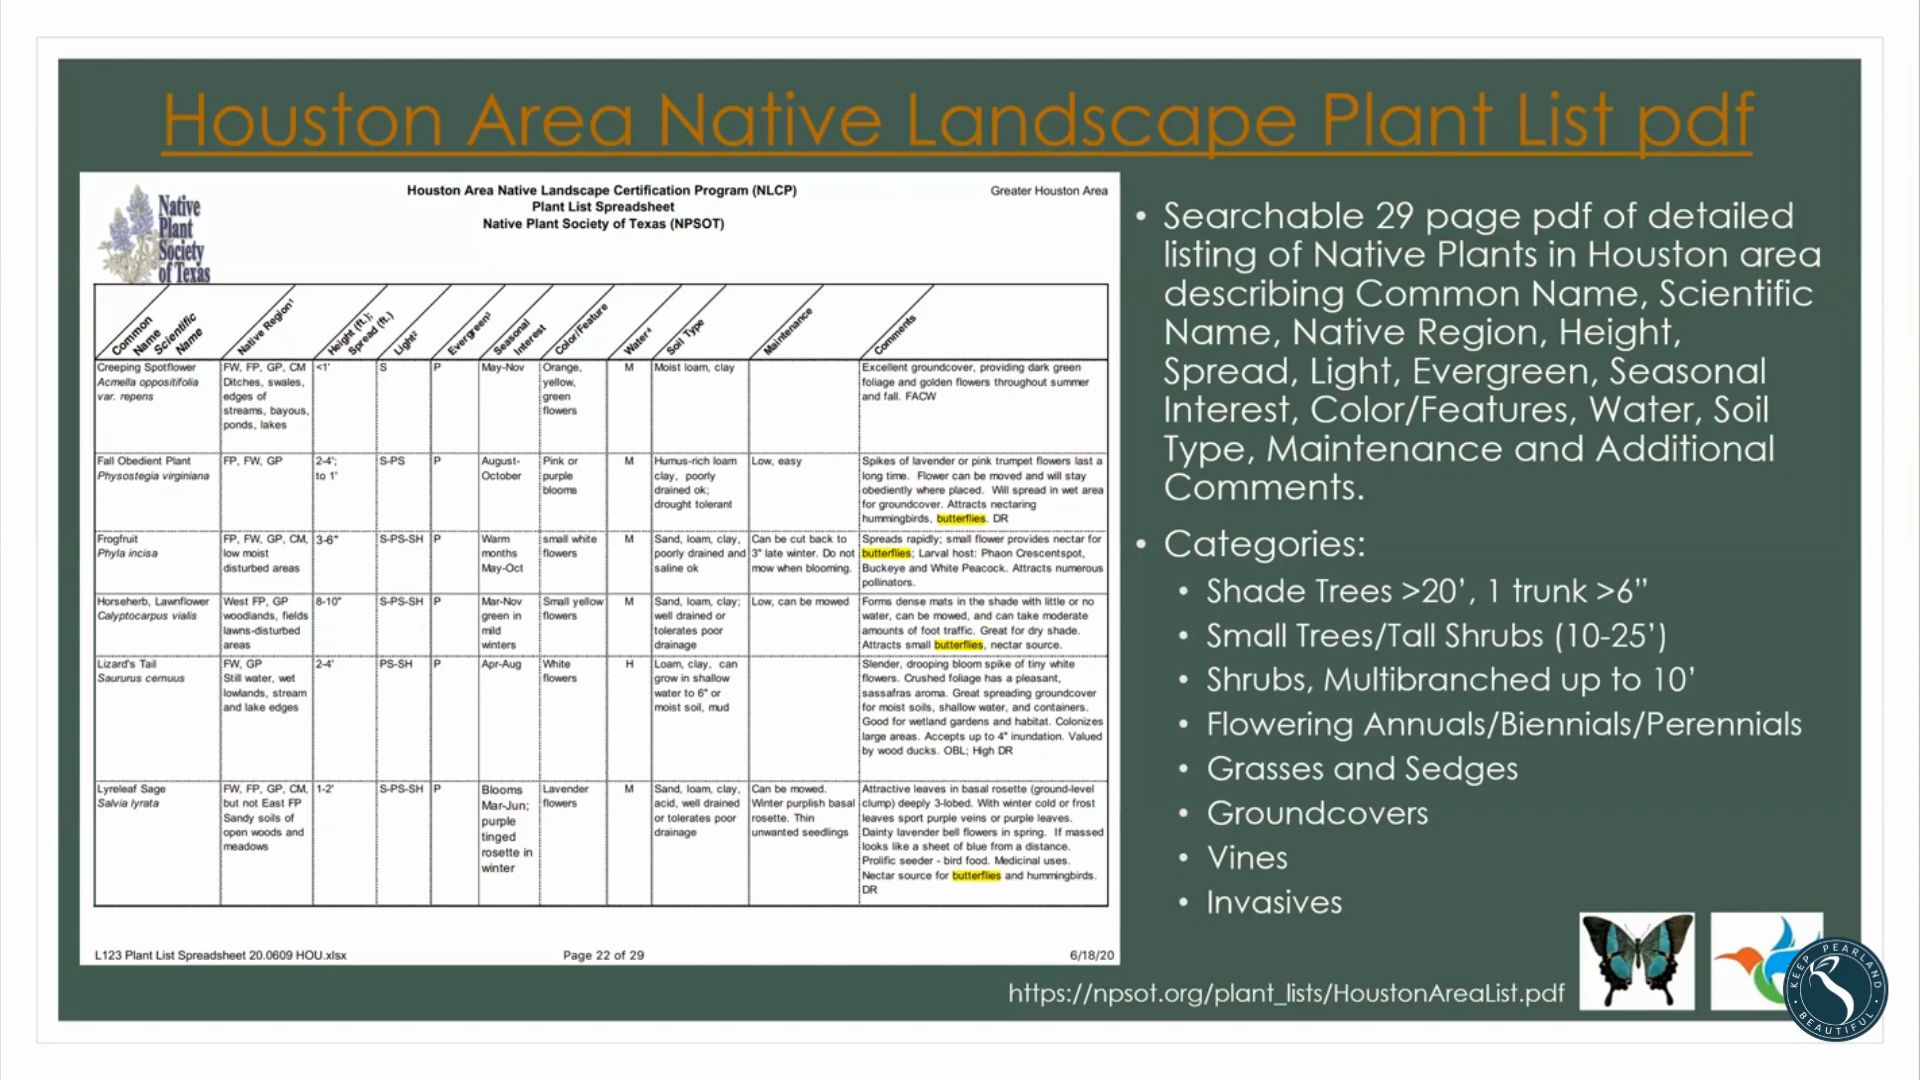 Houston Area Native Landscape Plant List pdf
Native
Plant
Society
of Texas
Houston Area Native Landscape Certification Program (NLCP)
Plant List Spreadsheet
Native Plant Society of Texas (NPSOT)
Greater Houston Area
Common
Name
Scientific
Name
Native Region¹
Height (ft.);
Spread (ft.)
Light²
Evergreen³
Seasonal
Interest
Color/Feature
Water⁴
Soil Type
Maintenance
Comments
Creeping Spotflower
Acmella oppositifolia
var. repens
FW, FP, GP, CM
Ditches, swales,
edges of
streams, bayous,
ponds, lakes
<1'
S
P
May-Nov
Orange,
yellow,
green
flowers
M
Moist loam, clay
Excellent groundcover, providing dark green
foliage and golden flowers throughout summer
and fall. FACW
Fall Obedient Plant
Physostegia virginiana
FP, FW, GP
2-4';
to 1'
S-PS
P
August-
October
Pink or
purple
blooms
M
Humus-rich loam
clay, poorly
drained ok;
drought tolerant
Low, easy
Spikes of lavender or pink trumpet flowers last a
long time. Flower can be moved and will stay
obediently where placed. Will spread in wet area
for groundcover. Attracts nectaring
hummingbirds, butterflies. DR
Frogfruit
Phyla incisa
FP, FW, GP, CM,
low moist
disturbed areas
3-6"
S-PS-SH
P
Warm
months
May-Oct
small white
flowers
M
Sand, loam, clay,
poorly drained and
saline ok
Can be cut back to
3" late winter. Do not
mow when blooming.
Spreads rapidly; small flower provides nectar for
butterflies; Larval host: Phaon Crescentspot,
Buckeye and White Peacock. Attracts numerous
pollinators.
Horseherb, Lawnflower
Calyptocarpus vialis
West FP, GP
woodlands, fields
lawns-disturbed
areas
8-10"
S-PS-SH
P
Mar-Nov
green in
mild
winters
Small yellow
flowers
M
Sand, loam, clay;
well drained or
tolerates poor
drainage
Low, can be mowed
Forms dense mats in the shade with little or no
water, can be mowed, and can take moderate
amounts of foot traffic. Great for dry shade.
Attracts small butterflies, nectar source.
Lizard's Tail
Saururus cernuus
FW, GP
Still water, wet
lowlands, stream
and lake edges
2-4'
PS-SH
P
Apr-Aug
White
flowers
H
Loam, clay, can
grow in shallow
water to 6" or
moist soil, mud
Slender, drooping bloom spike of tiny white
flowers. Crushed foliage has a pleasant,
sassafras aroma. Great spreading groundcover
for moist soils, shallow water, and containers.
Good for wetland gardens and habitat. Colonizes
large areas. Accepts up to 4" inundation. Valued
by wood ducks. OBL; High DR
Lyreleaf Sage
Salvia lyrata
FW, FP, GP, CM,
but not East FP
Sandy soils of
open woods and
meadows
1-2'
S-PS-SH
P
Blooms
Mar-Jun;
purple
tinged
rosette in
winter
Lavender
flowers
M
Sand, loam, clay,
acid, well drained
or tolerates poor
drainage
Can be mowed.
Winter purplish basal
rosette. Thin
unwanted seedlings
Attractive leaves in basal rosette (ground-level
clump) deeply 3-lobed. With winter cold or frost
leaves sport purple veins or purple leaves.
Dainty lavender bell flowers in spring. If massed
looks like a sheet of blue from a distance.
Prolific seeder - bird food. Medicinal uses.
Nectar source for butterflies and hummingbirds.
DR
L123 Plant List Spreadsheet 20.0609 HOU.xlsx
Page 22 of 29
6/18/20
• Searchable 29 page pdf of detailed
listing of Native Plants in Houston area
describing Common Name, Scientific
Name, Native Region, Height,
Spread, Light, Evergreen, Seasonal
Interest, Color/Features, Water, Soil
Type, Maintenance and Additional
Comments.
• Categories:
• Shade Trees >20’, 1 trunk >6”
• Small Trees/Tall Shrubs (10-25’)
• Shrubs, Multibranched up to 10’
• Flowering Annuals/Biennials/Perennials
• Grasses and Sedges
• Groundcovers
• Vines
• Invasives
https://npsot.org/plant_lists/HoustonAreaList.pdf
KEEP PEARLAND
BEAUTIFUL